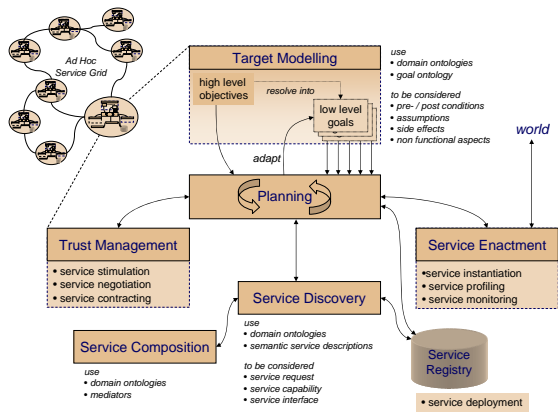 Ad Hoc
Service Grid
Target Modelling
high level
objectives
resolve into
low level
goals
adapt
use
• domain ontologies
• goal ontology
to be considered
• pre- / post conditions
• assumptions
• side effects
• non functional aspects
world
Planning
Trust Management
• service stimulation
• service negotiation
• service contracting
Service Enactment
• service instantiation
• service profiling
• service monitoring
Service Discovery
use
• domain ontologies
• semantic service descriptions
to be considered
• service request
• service capability
• service interface
Service Composition
use
• domain ontologies
• mediators
Service
Registry
• service deployment